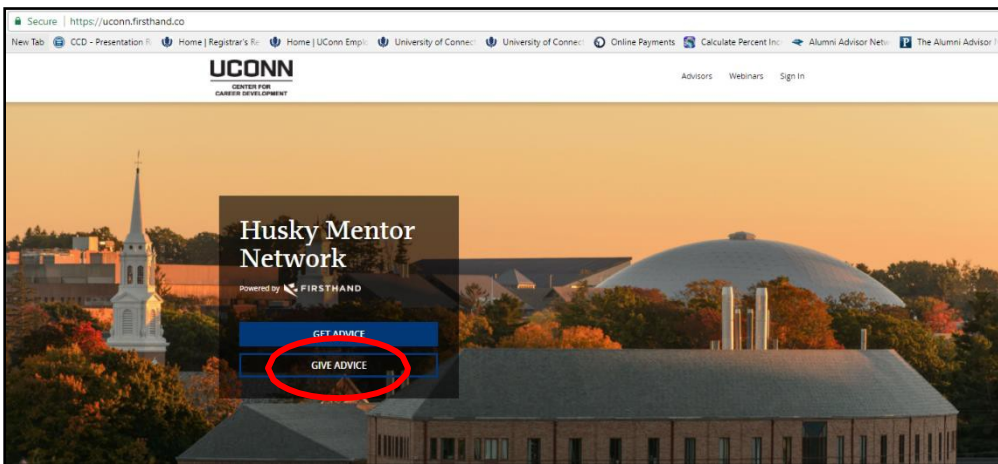 Secure | https://uconn.firsthand.co
New Tab CCD - Presentation R Home | Registrar's Re Home | UConn Emplo University of Connec University of Connec Online Payments Calculate Percent Inc Alumni Advisor Netw The Alumni Advisor
UCONN
CENTER FOR
CAREER DEVELOPMENT
Advisors Webinars Sign In
Husky Mentor
Network
Powered by FIRSTHAND
GET ADVICE
GIVE ADVICE